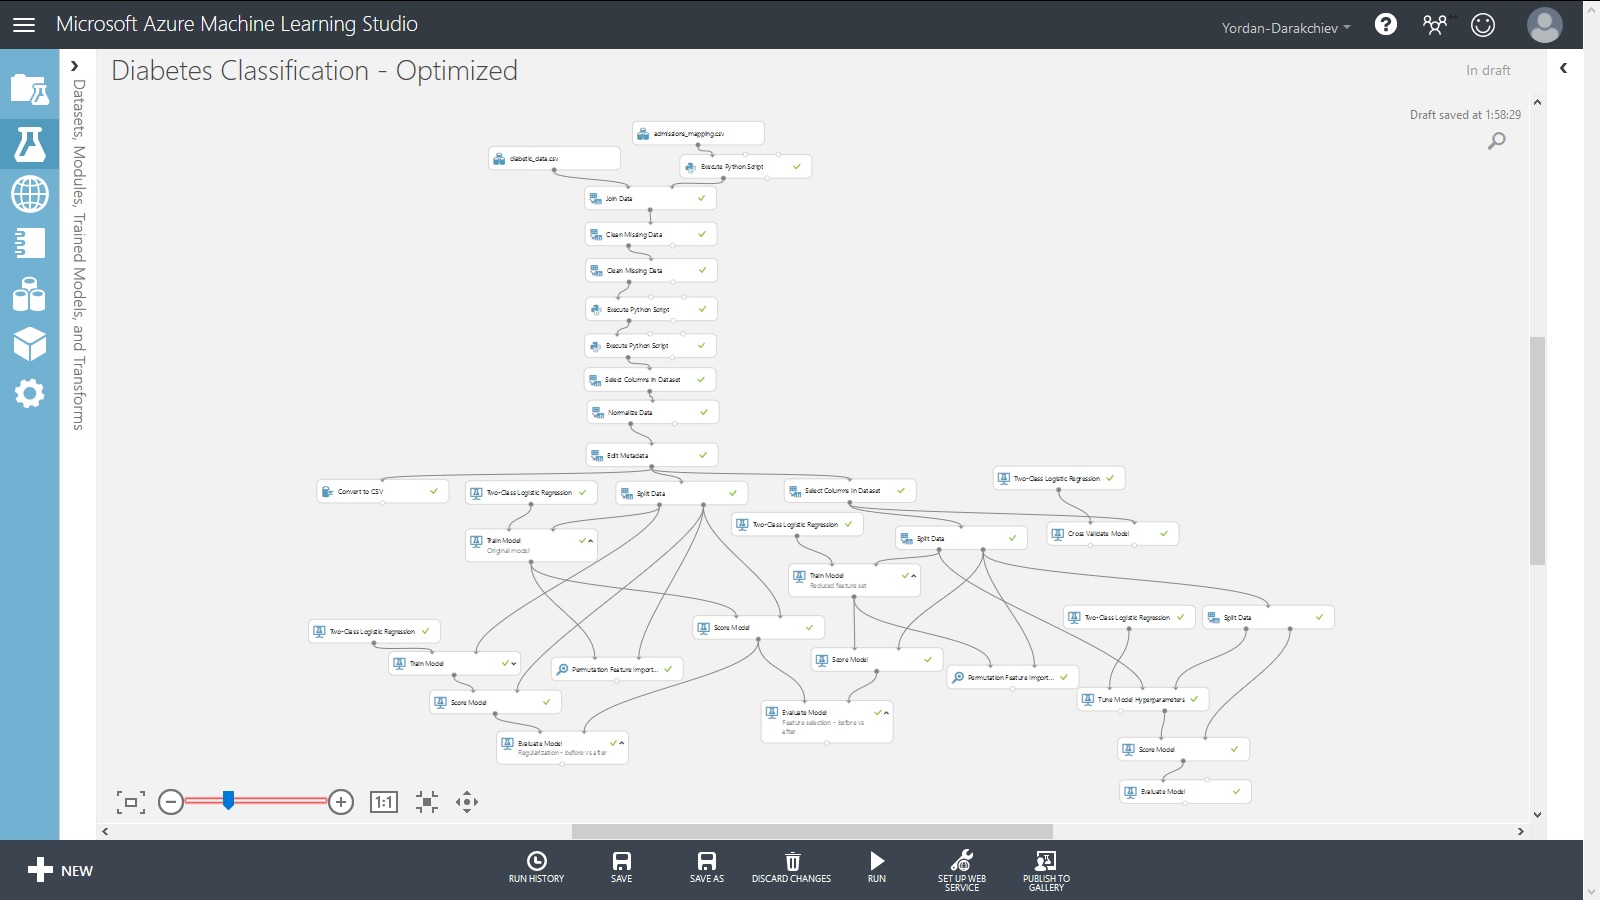 Microsoft Azure Machine Learning Studio
Yordan-Darakchiev
Datasets, Modules, Trained Models, and Transforms
Diabetes Classification - Optimized
In draft
Draft saved at 1:58:29
admissions_mapping.csv
diabetic_data.csv
Execute Python Script
Join Data
Clean Missing Data
Clean Missing Data
Execute Python Script
Execute Python Script
Select Columns in Dataset
Normalize Data
Edit Metadata
Convert to CSV
Two-Class Logistic Regression
Split Data
Select Columns in Dataset
Two-Class Logistic Regression
Two-Class Logistic Regression
Cross Validate Model
Train Model
Original model
Split Data
Train Model
Reduced feature set
Two-Class Logistic Regression
Split Data
Two-Class Logistic Regression
Score Model
Train Model
Permutation Feature Import...
Score Model
Permutation Feature Import...
Score Model
Tune Model Hyperparameters
Evaluate Model
Feature selection - before vs
after
Evaluate Model
Regularization - before vs after
Score Model
Evaluate Model
1:1
NEW
RUN HISTORY
SAVE
SAVE AS
DISCARD CHANGES
RUN
SET UP WEB
SERVICE
PUBLISH TO
GALLERY